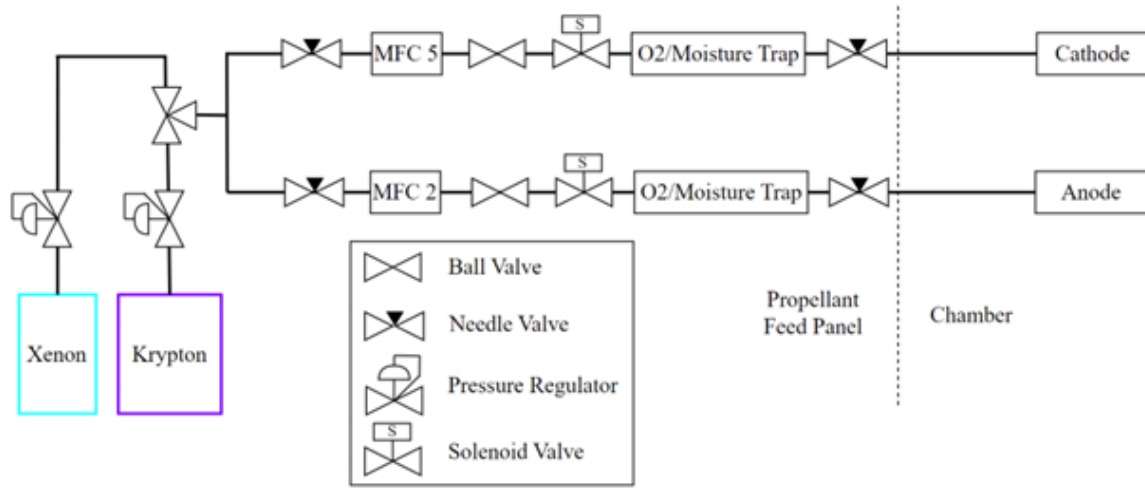 S
MFC 5
O2/Moisture Trap
Cathode
S
MFC 2
O2/Moisture Trap
Anode
Xenon
Krypton
Ball Valve
Needle Valve
Pressure Regulator
S
Solenoid Valve
Propellant
Feed Panel
Chamber